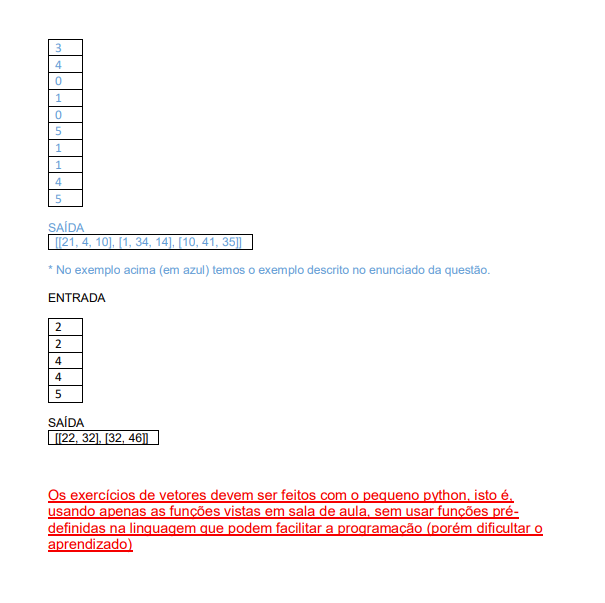 3
4
0
1
0
5
1
1
4
5
SAÍDA
[[21, 4, 10], [1, 34, 14], [10, 41, 35]]
* No exemplo acima (em azul) temos o exemplo descrito no enunciado da questão.
ENTRADA
2
2
4
4
5
SAÍDA
[[22, 32], [32, 46]]
Os exercícios de vetores devem ser feitos com o pequeno python, isto é,
usando apenas as funções vistas em sala de aula, sem usar funções pré-
definidas na linguagem que podem facilitar a programação (porém dificultar o
aprendizado)